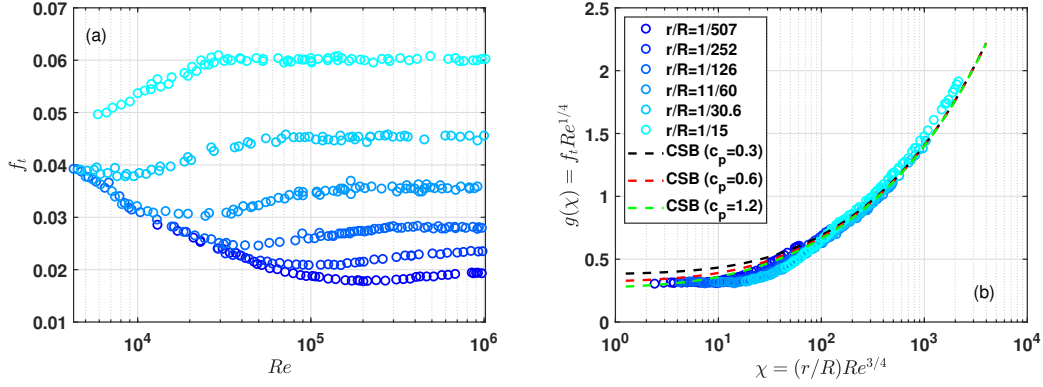 (a)
0.07
0.06
0.05
0.04
0.03
0.02
0.01
f_t
10^4
10^5
10^6
Re
2.5
2
1.5
1
0.5
0
g(χ) = f_t Re^{1/4}
r/R=1/507
r/R=1/252
r/R=1/126
r/R=11/60
r/R=1/30.6
r/R=1/15
CSB (c_p=0.3)
CSB (c_p=0.6)
CSB (c_p=1.2)
(b)
10^0
10^1
10^2
10^3
10^4
χ = (r/R)Re^{3/4}